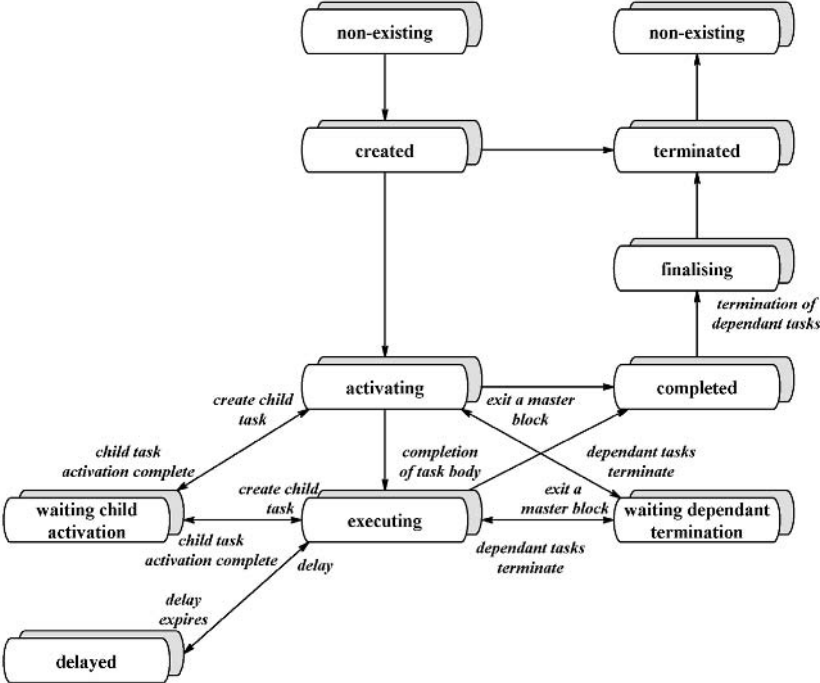 non-existing
non-existing
created
terminated
finalising
termination of
dependant tasks
activating
completed
create child
task
exit a master
block
child task
activation complete
completion
of task body
dependant tasks
terminate
waiting child
activation
create child
task
executing
exit a
master block
waiting dependant
termination
child task
activation complete
delay
dependant tasks
terminate
delay
expires
delayed